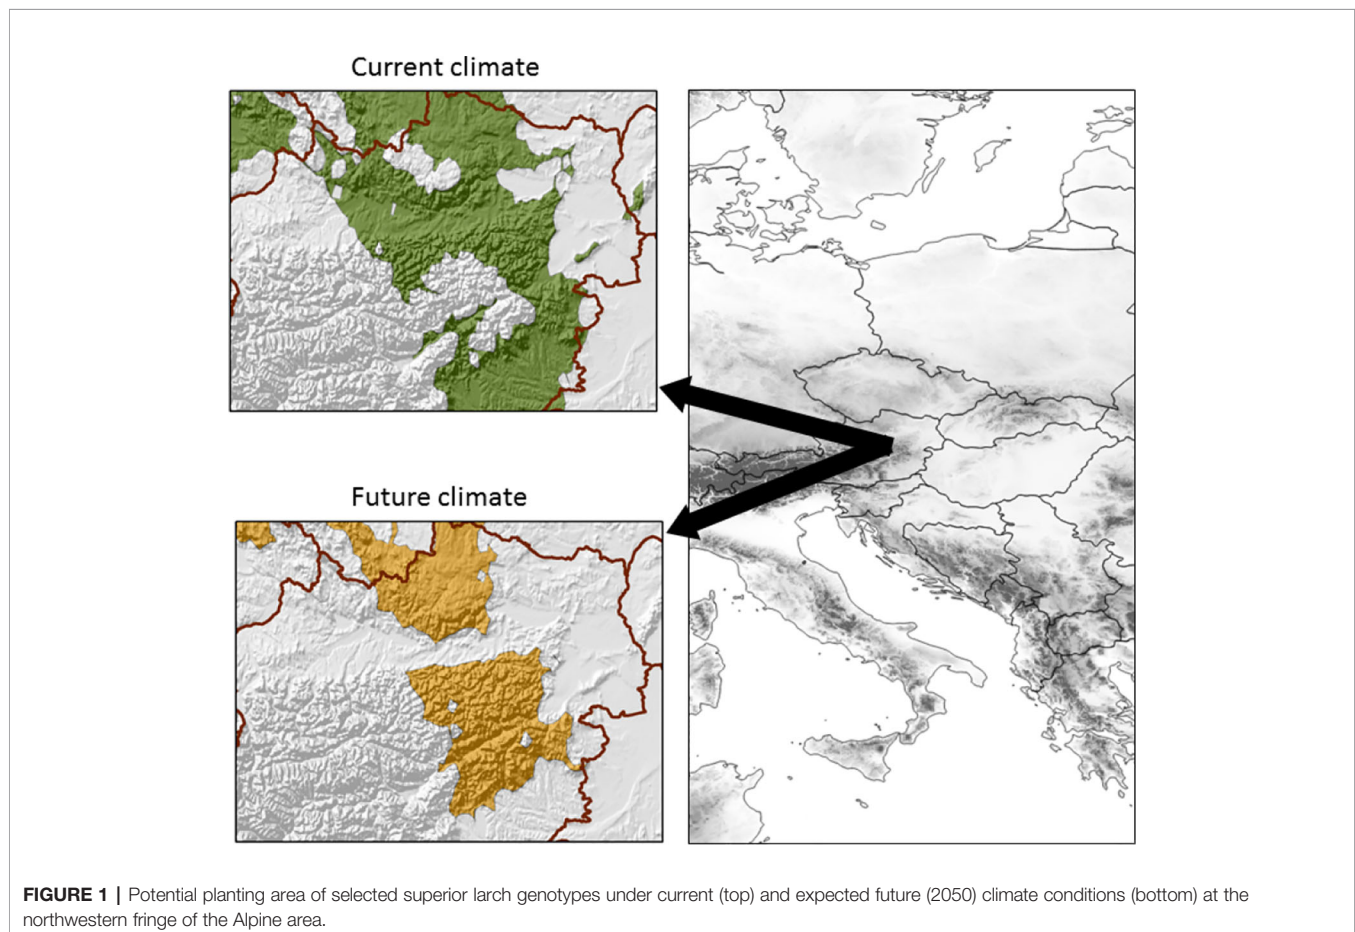 Current climate
Future climate
FIGURE 1 | Potential planting area of selected superior larch genotypes under current (top) and expected future (2050) climate conditions (bottom) at the
northwestern fringe of the Alpine area.